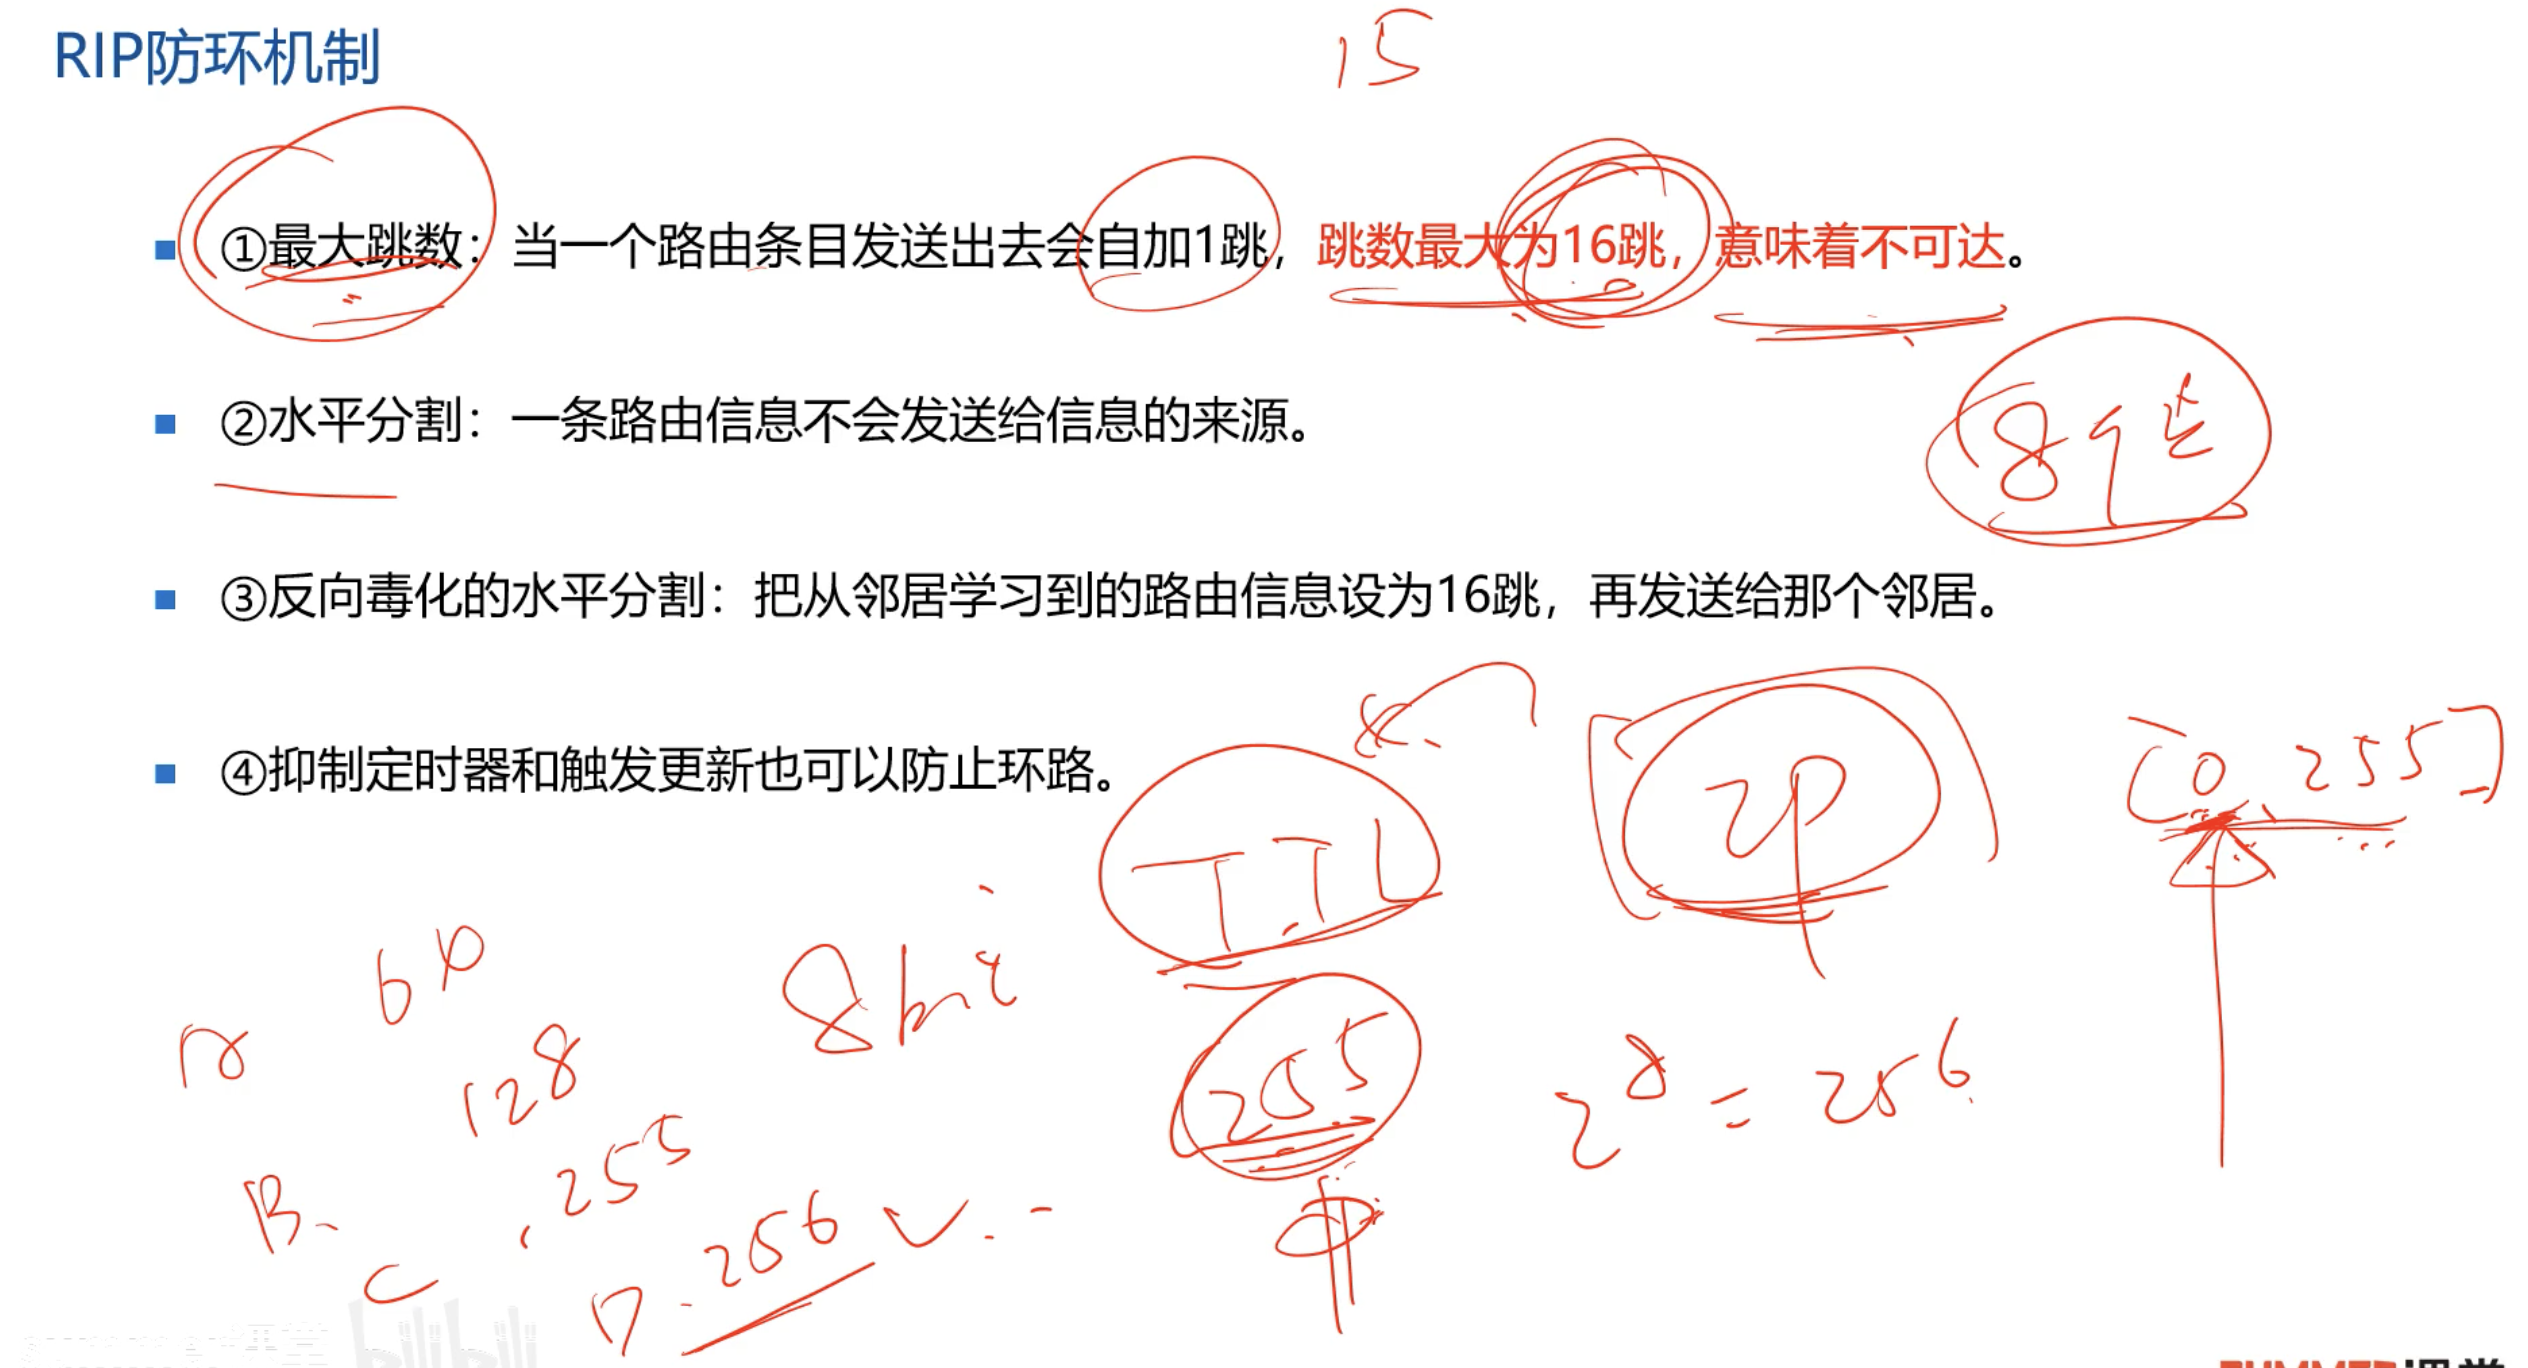 RIP防环机制
15
①最大跳数：当一个路由条目发送出去会自加1跳，跳数最大为16跳，意味着不可达。
②水平分割：一条路由信息不会发送给信息的来源。
③反向毒化的水平分割：把从邻居学习到的路由信息设为16跳，再发送给那个邻居。
④抑制定时器和触发更新也可以防止环路。
TTL
[0, 255]
64
8bit
128
255
2⁸ = 256
B. 255
C
D. 256
课堂
课堂